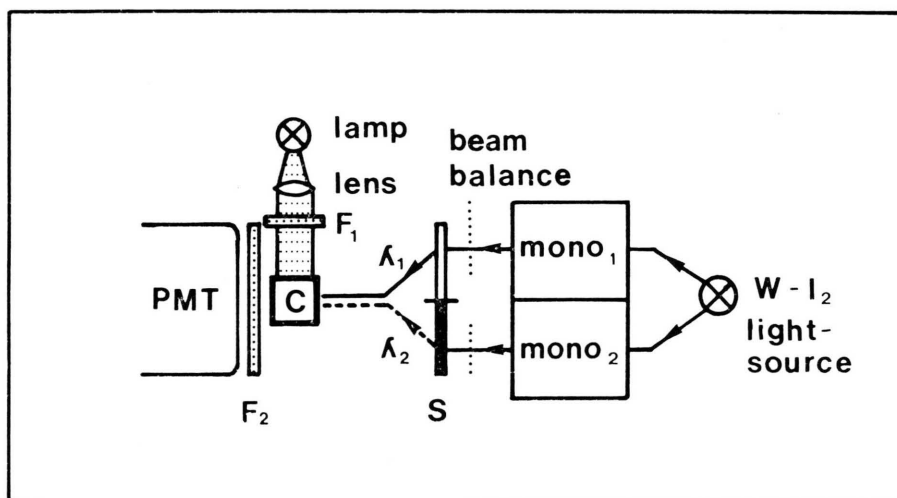 lamp
lens
F₁
beam
balance
λ₁
mono₁
PMT
C
W-I₂
light-
source
λ₂
mono₂
F₂
S